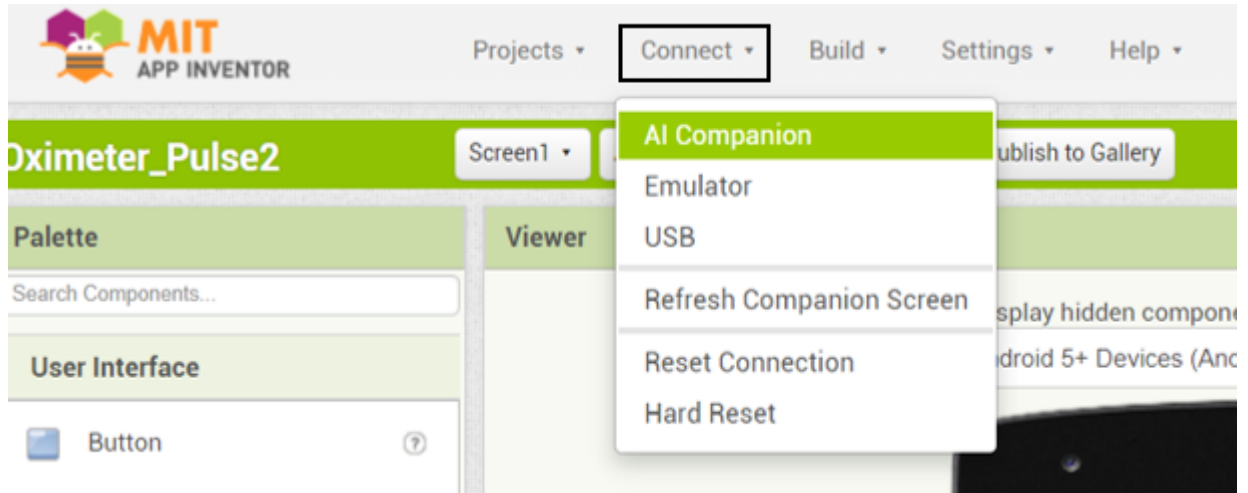 MIT
APP INVENTOR
Projects
Connect
Build
Settings
Help
Oximeter_Pulse2
Screen1
ublish to Gallery
AI Companion
Emulator
USB
Refresh Companion Screen
Reset Connection
Hard Reset
Palette
Viewer
Search Components...
splay hidden compone
User Interface
droid 5+ Devices (And
Button
?